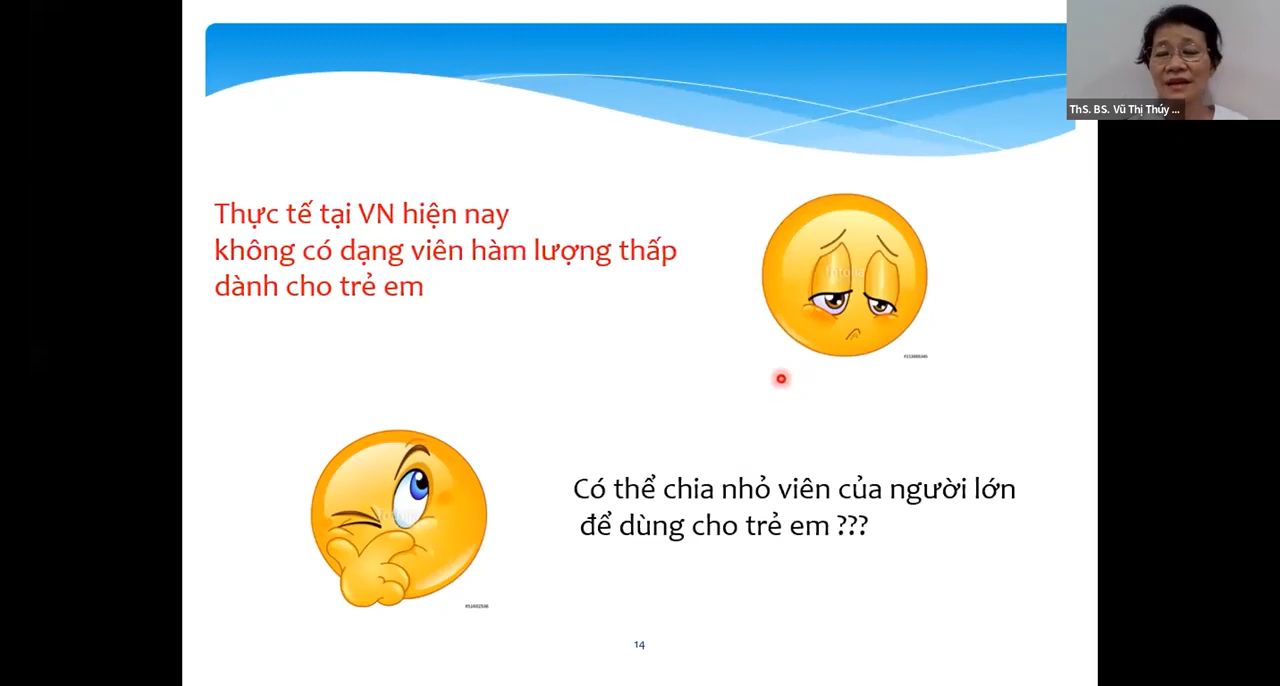 ThS. BS. Vũ Thị Thúy ...
Thực tế tại VN hiện nay
không có dạng viên hàm lượng thấp
dành cho trẻ em
fotolia
Có thể chia nhỏ viên của người lớn
để dùng cho trẻ em ???
14